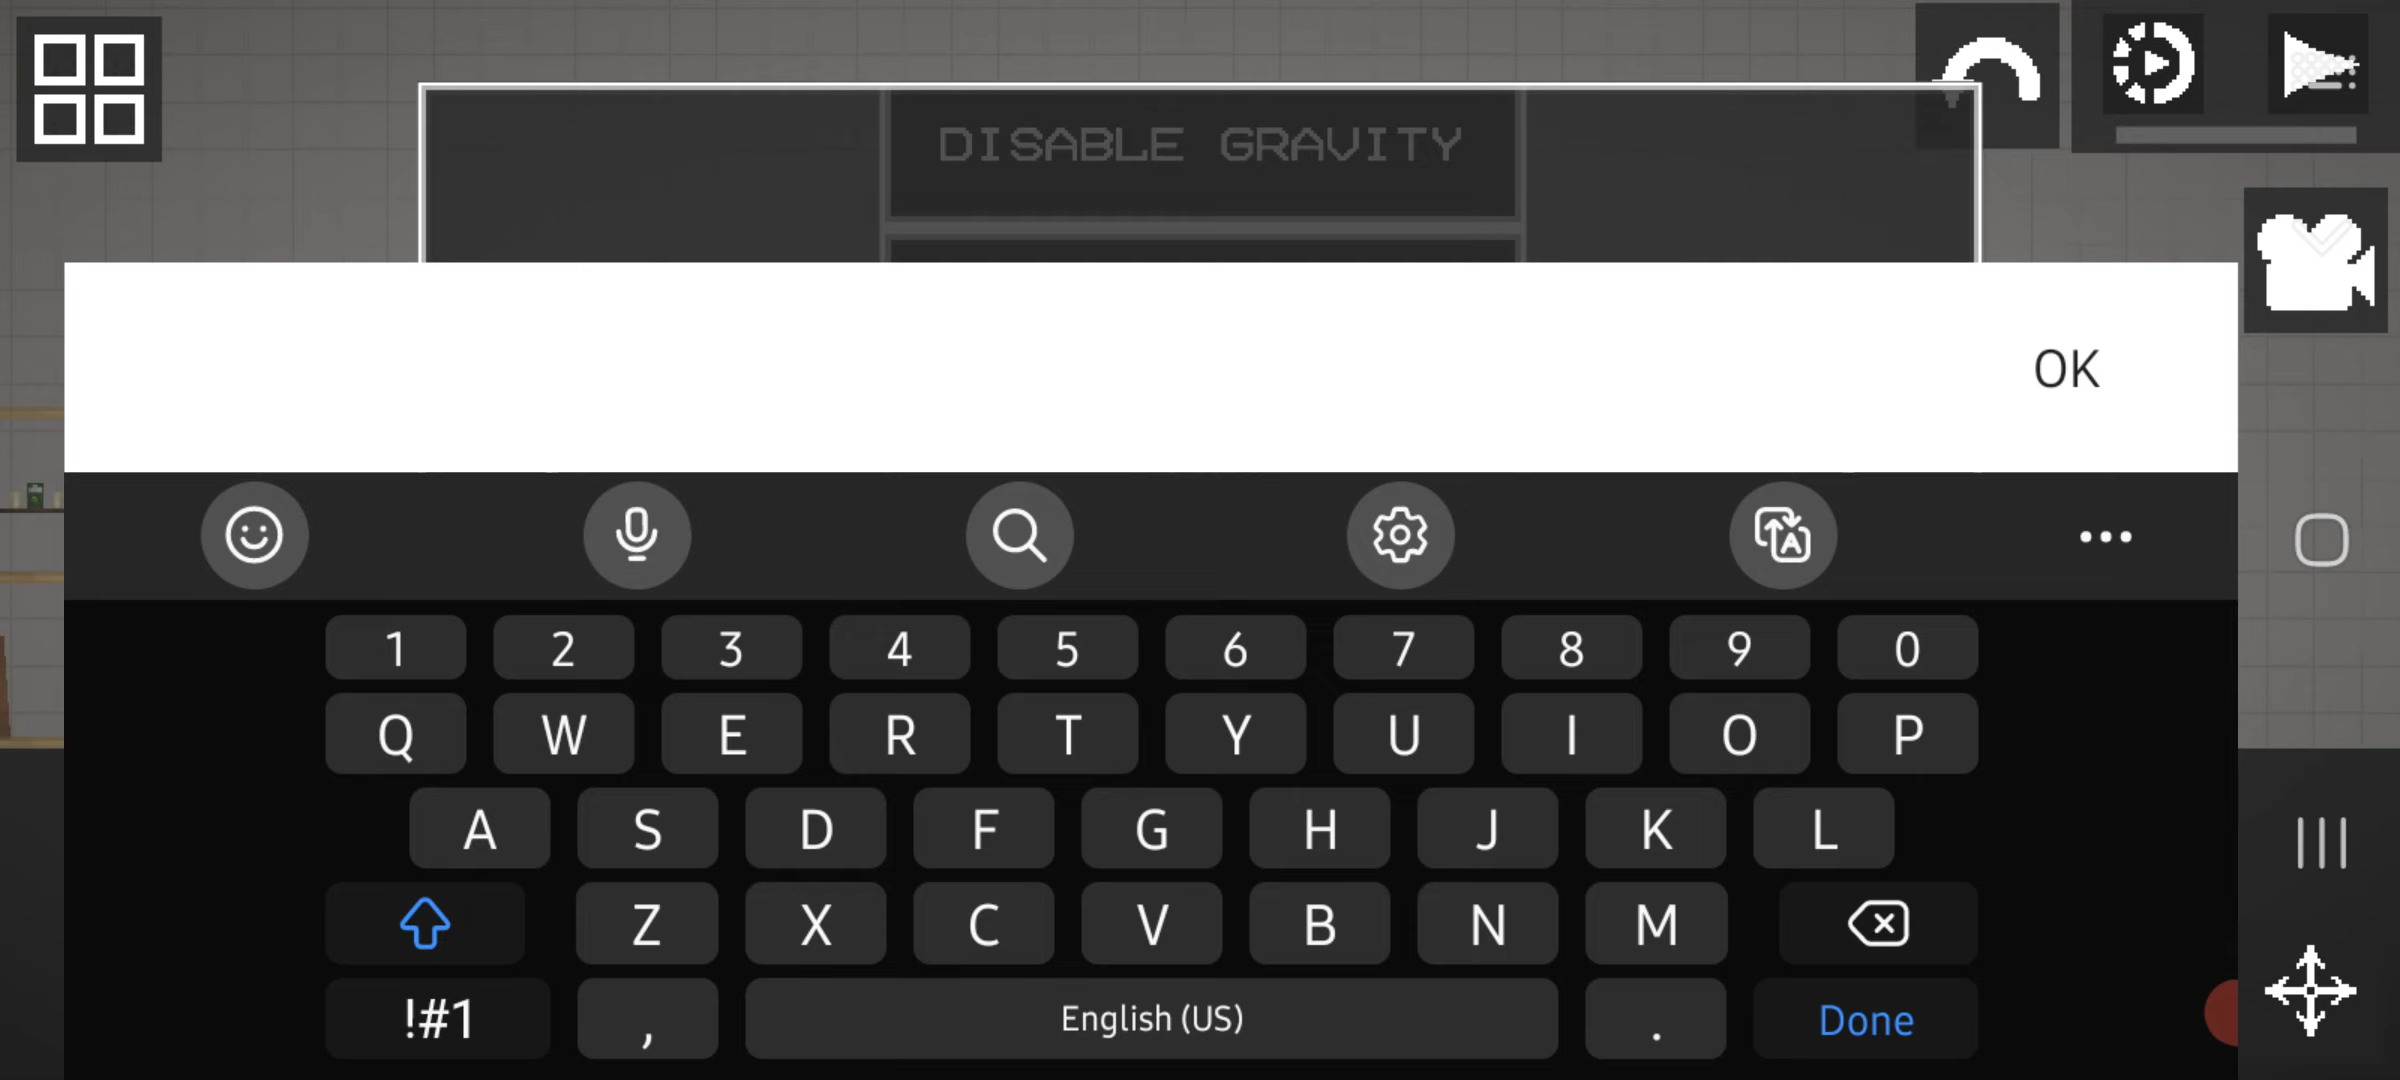 DISABLE GRAVITY
OK
1 2 3 4 5 6 7 8 9 0
Q W E R T Y U I O P
A S D F G H J K L
Z X C V B N M
!#1 , English (US) . Done